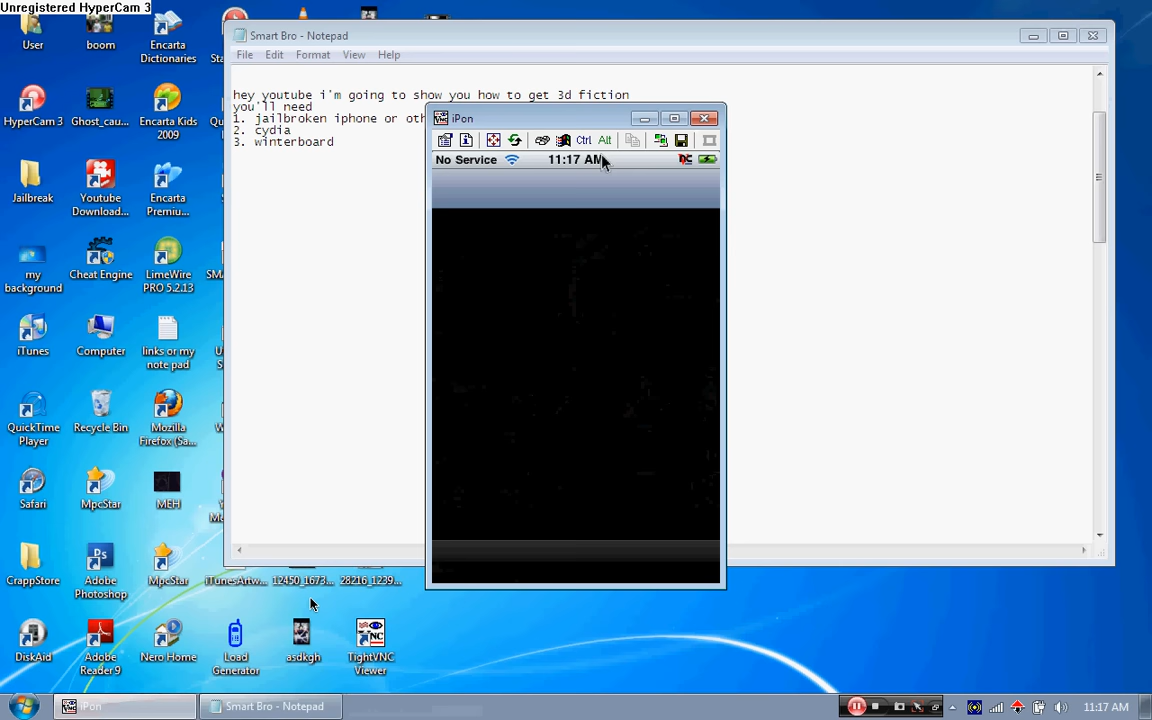 Unregistered HyperCam 3
User
boom
Encarta
Dictionaries
Smart Bro - Notepad
File Edit Format View Help
hey youtube i'm going to show you how to get 3d fiction
you'll need
1. jailbroken iphone or oth
2. cydia
3. winterboard
iPon
Ctrl Alt
No Service 11:17 AM
HyperCam 3
Ghost_cau...
Encarta Kids
2009
Jailbreak
Youtube
Download...
Encarta
Premiu...
my
background
Cheat Engine
LimeWire
PRO 5.2.13
iTunes
Computer
links or my
note pad
QuickTime
Player
Recycle Bin
Mozilla
Firefox (Sa...
Safari
MpcStar
MEH
CrappStore
Adobe
Photoshop
MpcStar
iTunesArtw...
12450_1673...
28216_1239...
DiskAid
Adobe
Reader 9
Nero Home
Load
Generator
asdkgh
TightVNC
Viewer
iPon
Smart Bro - Notepad
11:17 AM